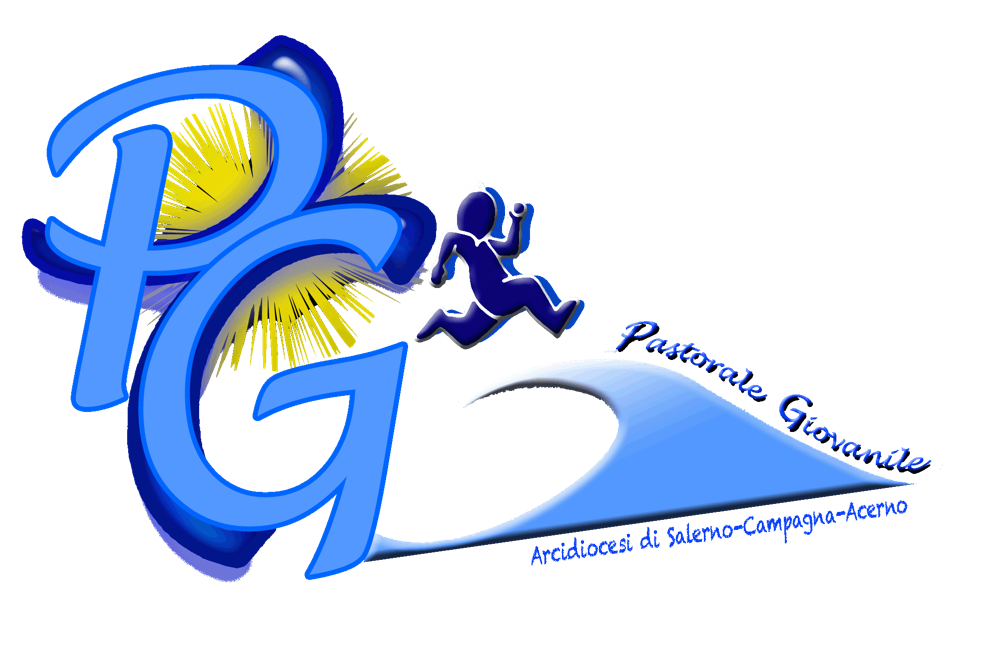 PG
Pastorale Giovanile
Arcidiocesi di Salerno-Campagna-Acerno